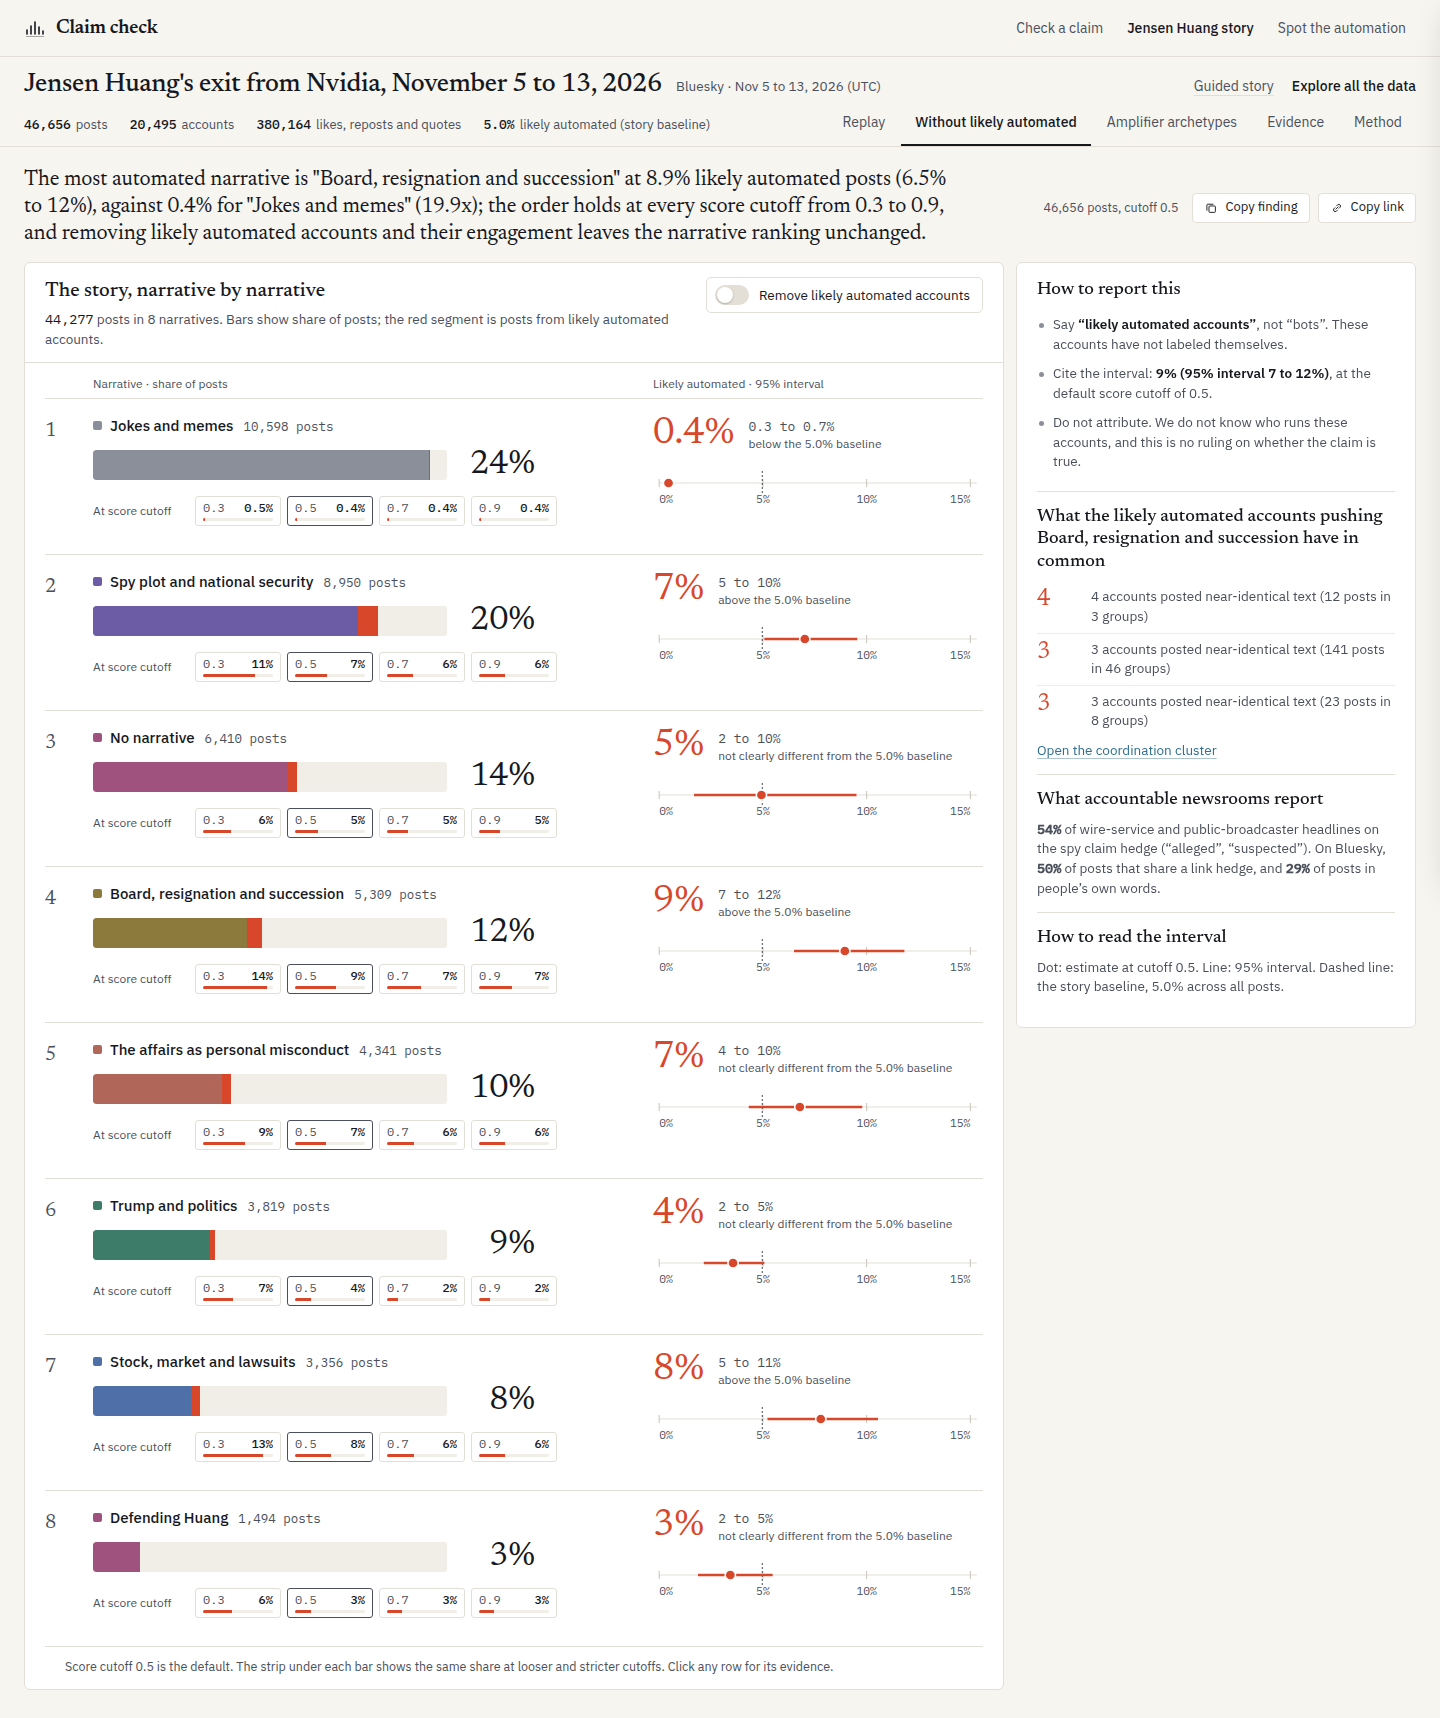 Claim check
Check a claim
Jensen Huang story
Spot the automation
Jensen Huang's exit from Nvidia, November 5 to 13, 2026
Bluesky · Nov 5 to 13, 2026 (UTC)
Guided story
Explore all the data
46,656 posts
20,495 accounts
380,164 likes, reposts and quotes
5.0% likely automated (story baseline)
Replay
Without likely automated
Amplifier archetypes
Evidence
Method
The most automated narrative is "Board, resignation and succession" at 8.9% likely automated posts (6.5%
to 12%), against 0.4% for "Jokes and memes" (19.9x); the order holds at every score cutoff from 0.3 to 0.9,
and removing likely automated accounts and their engagement leaves the narrative ranking unchanged.
46,656 posts, cutoff 0.5
Copy finding
Copy link
The story, narrative by narrative
44,277 posts in 8 narratives. Bars show share of posts; the red segment is posts from likely automated
accounts.
Remove likely automated accounts
Narrative · share of posts
Likely automated · 95% interval
1
Jokes and memes 10,598 posts
24%
At score cutoff
0.3 0.5%
0.5 0.4%
0.7 0.4%
0.9 0.4%
0.4%
0.3 to 0.7%
below the 5.0% baseline
0% 5% 10% 15%
2
Spy plot and national security 8,950 posts
20%
At score cutoff
0.3 11%
0.5 7%
0.7 6%
0.9 6%
7%
5 to 10%
above the 5.0% baseline
0% 5% 10% 15%
3
No narrative 6,410 posts
14%
At score cutoff
0.3 6%
0.5 5%
0.7 5%
0.9 5%
5%
2 to 10%
not clearly different from the 5.0% baseline
0% 5% 10% 15%
4
Board, resignation and succession 5,309 posts
12%
At score cutoff
0.3 14%
0.5 9%
0.7 7%
0.9 7%
9%
7 to 12%
above the 5.0% baseline
0% 5% 10% 15%
5
The affairs as personal misconduct 4,341 posts
10%
At score cutoff
0.3 9%
0.5 7%
0.7 6%
0.9 6%
7%
4 to 10%
not clearly different from the 5.0% baseline
0% 5% 10% 15%
6
Trump and politics 3,819 posts
9%
At score cutoff
0.3 7%
0.5 4%
0.7 2%
0.9 2%
4%
2 to 5%
not clearly different from the 5.0% baseline
0% 5% 10% 15%
7
Stock, market and lawsuits 3,356 posts
8%
At score cutoff
0.3 13%
0.5 8%
0.7 6%
0.9 6%
8%
5 to 11%
above the 5.0% baseline
0% 5% 10% 15%
8
Defending Huang 1,494 posts
3%
At score cutoff
0.3 6%
0.5 3%
0.7 3%
0.9 3%
3%
2 to 5%
not clearly different from the 5.0% baseline
0% 5% 10% 15%
Score cutoff 0.5 is the default. The strip under each bar shows the same share at looser and stricter cutoffs. Click any row for its evidence.
How to report this
Say “likely automated accounts”, not “bots”. These
accounts have not labeled themselves.
Cite the interval: 9% (95% interval 7 to 12%), at the
default score cutoff of 0.5.
Do not attribute. We do not know who runs these
accounts, and this is no ruling on whether the claim is
true.
What the likely automated accounts pushing
Board, resignation and succession have in
common
4
4 accounts posted near-identical text (12 posts in
3 groups)
3
3 accounts posted near-identical text (141 posts
in 46 groups)
3
3 accounts posted near-identical text (23 posts in
8 groups)
Open the coordination cluster
What accountable newsrooms report
54% of wire-service and public-broadcaster headlines on
the spy claim hedge (“alleged”, “suspected”). On Bluesky,
50% of posts that share a link hedge, and 29% of posts in
people’s own words.
How to read the interval
Dot: estimate at cutoff 0.5. Line: 95% interval. Dashed line:
the story baseline, 5.0% across all posts.